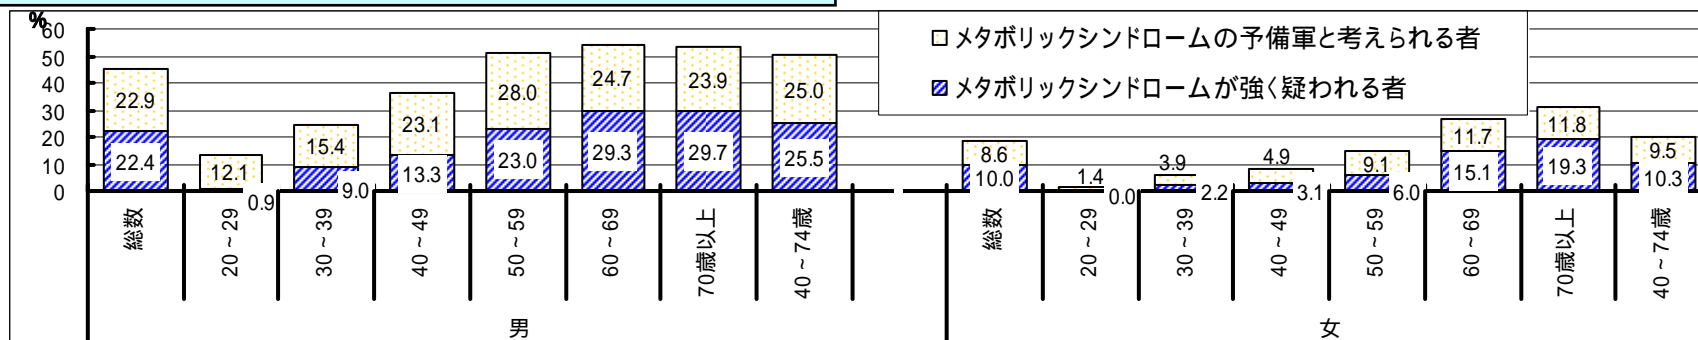 %
60
50
40
30
20
10
0
□メタボリックシンドロームの予備軍と考えられる者
メタボリックシンドロームが強く疑われる者
22.9 12.1 15.4 23.1 28.0 24.7 23.9 25.0 8.6 1.4 3.9 4.9 9.1 11.7 11.8 9.5
22.4 0.9 9.0 13.3 23.0 29.3 29.7 25.5 10.0 0.0 2.2 3.1 6.0 15.1 19.3 10.3
総数 20~29 30~39 40~49 50~59 60~69 70歳以上 40~74歳 総数 20~29 30~39 40~49 50~59 60~69 70歳以上 40~74歳
男 女